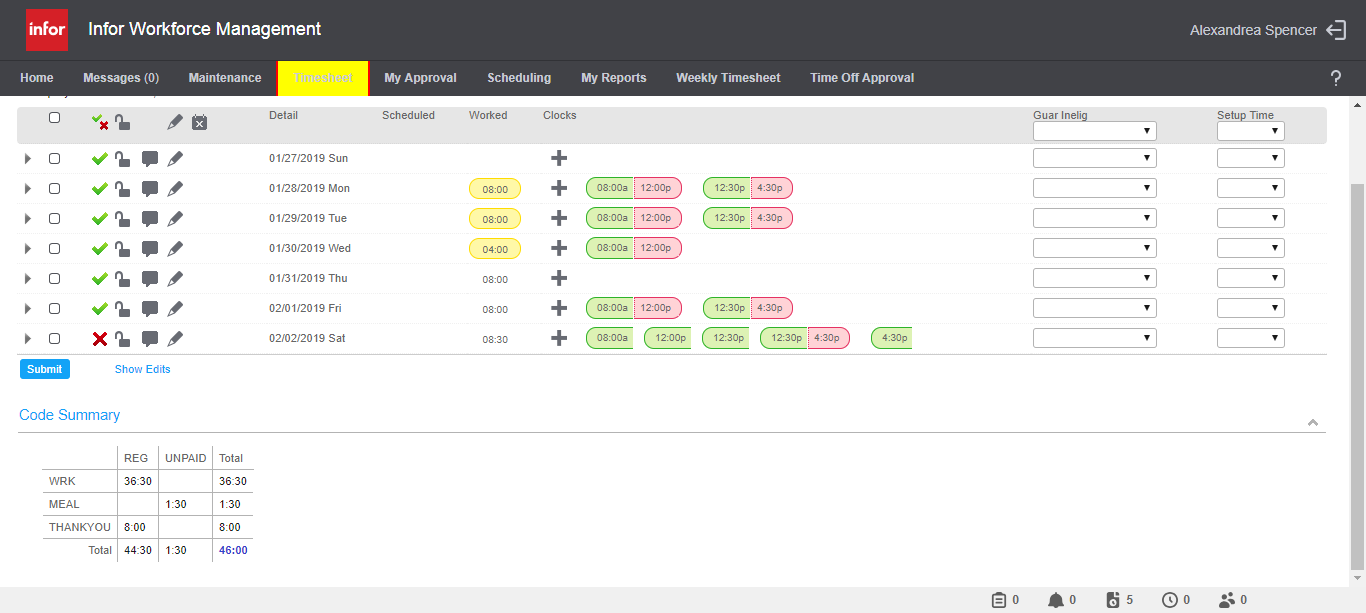 infor Infor Workforce Management Alexandrea Spencer
Home Messages (0) Maintenance Timesheet My Approval Scheduling My Reports Weekly Timesheet Time Off Approval ?
Detail Scheduled Worked Clocks Guar Inelig Setup Time
01/27/2019 Sun
01/28/2019 Mon 08:00 08:00a 12:00p 12:30p 4:30p
01/29/2019 Tue 08:00 08:00a 12:00p 12:30p 4:30p
01/30/2019 Wed 04:00 08:00a 12:00p
01/31/2019 Thu 08:00
02/01/2019 Fri 08:00 08:00a 12:00p 12:30p 4:30p
02/02/2019 Sat 08:30 08:00a 12:00p 12:30p 12:30p 4:30p 4:30p
Submit Show Edits
Code Summary
REG UNPAID Total
WRK 36:30 36:30
MEAL 1:30 1:30
THANKYOU 8:00 8:00
Total 44:30 1:30 46:00
0 0 5 0 0